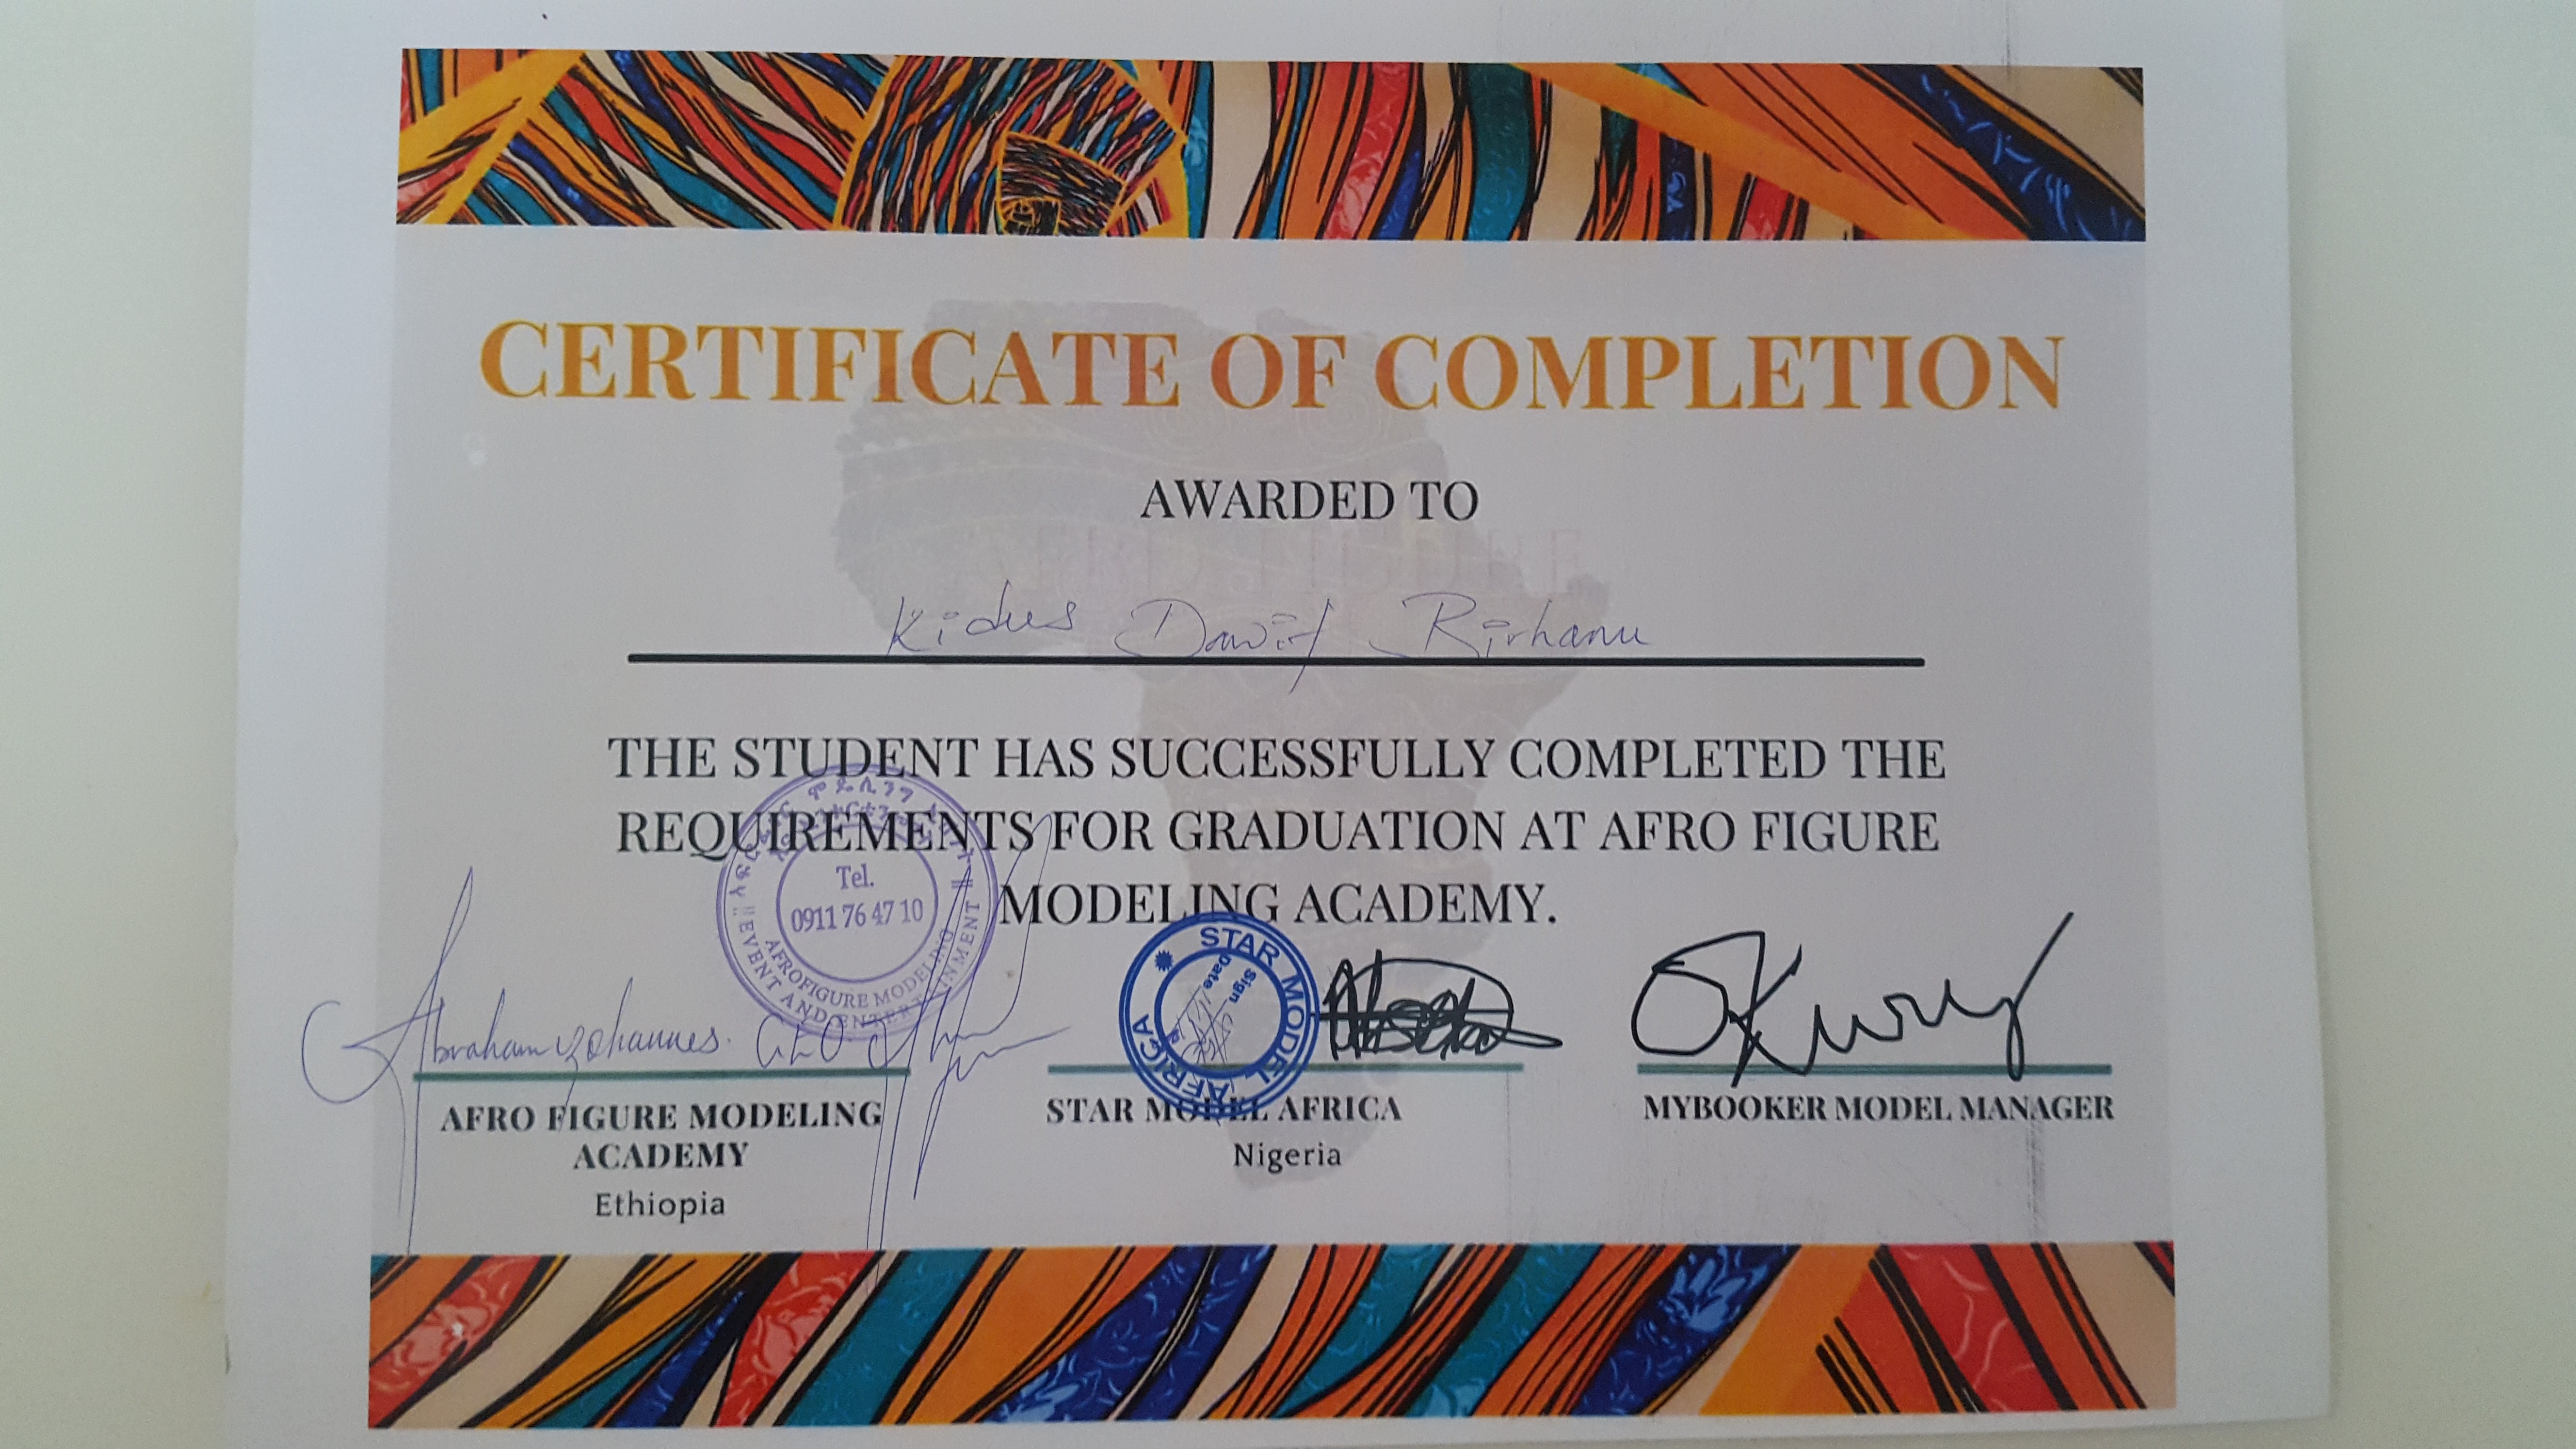 CERTIFICATE OF COMPLETION
AWARDED TO
Kidus Dawit Birhanu
THE STUDENT HAS SUCCESSFULLY COMPLETED THE
REQUIREMENTS FOR GRADUATION AT AFRO FIGURE
MODELING ACADEMY.
Tel.
0911 76 47 10
AFROFIGURE MODELING
EVENT AND ENTERTAINMENT
Abraham Yohannes. CEO
STAR MODEL AFRICA
Sign
Date
AFRO FIGURE MODELING
ACADEMY
Ethiopia
STAR MODEL AFRICA
Nigeria
MYBOOKER MODEL MANAGER